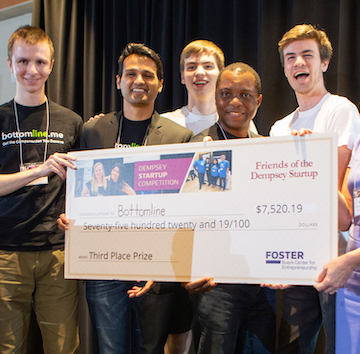 bottomline.me
Get the Compensation You Deserve
bottom
DEMPSEY
STARTUP
COMPETITION
Friends of the
Dempsey Startup
Bottomline
$7,520.19
Seventy-five hundred twenty and 19/100
DOLLARS
Third Place Prize
FOSTER
Buerk Center for
Entrepreneurship